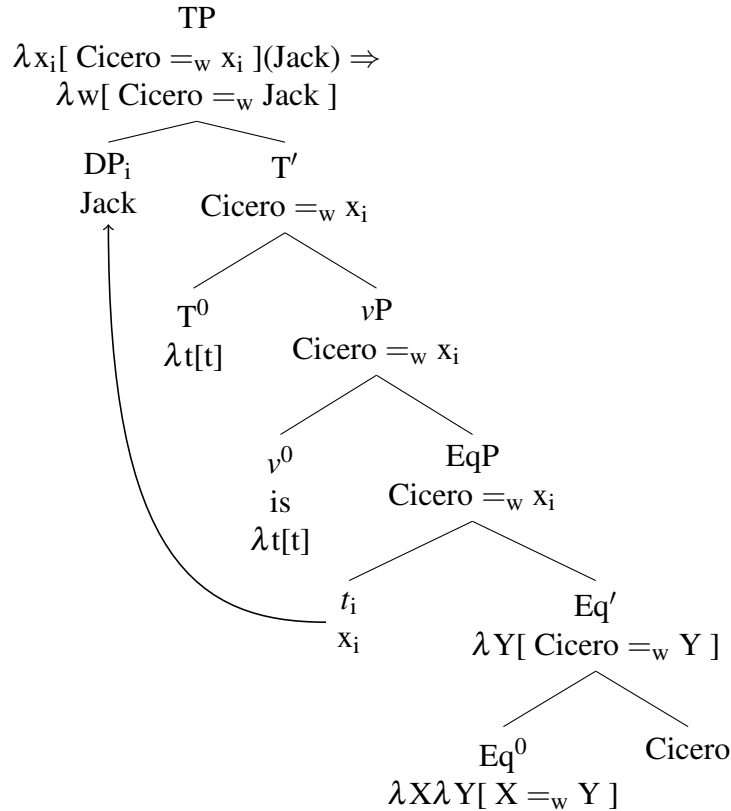 TP
λxᵢ[ Cicero =w xᵢ ](Jack) ⇒
λw[ Cicero =w Jack ]
DPᵢ
Jack
T′
Cicero =w xᵢ
T⁰
λt[t]
vP
Cicero =w xᵢ
v⁰
is
λt[t]
EqP
Cicero =w xᵢ
tᵢ
xᵢ
Eq′
λY[ Cicero =w Y ]
Eq⁰
λXλY[ X =w Y ]
Cicero